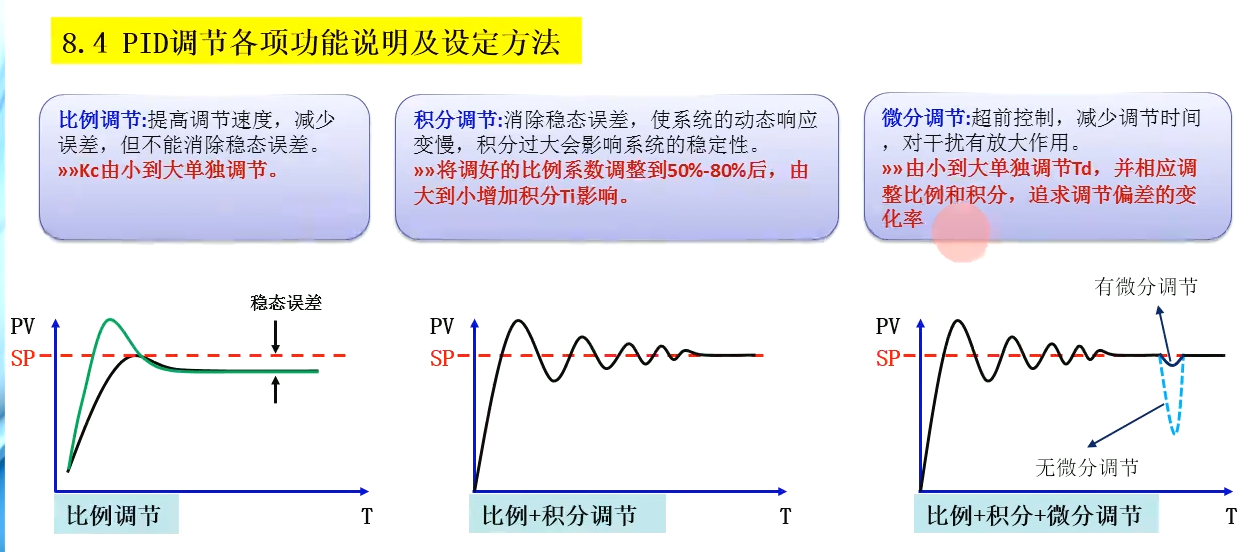 8.4 PID调节各项功能说明及设定方法
比例调节:提高调节速度，减少
误差，但不能消除稳态误差。
»»Kc由小到大单独调节。
积分调节:消除稳态误差，使系统的动态响应
变慢，积分过大会影响系统的稳定性。
»»将调好的比例系数调整到50%-80%后，由
大到小增加积分Ti影响。
微分调节:超前控制，减少调节时间
，对干扰有放大作用。
»»由小到大单独调节Td，并相应调
整比例和积分，追求调节偏差的变
化率
稳态误差
PV
SP
比例调节
T
PV
SP
比例+积分调节
T
有微分调节
PV
SP
无微分调节
比例+积分+微分调节
T